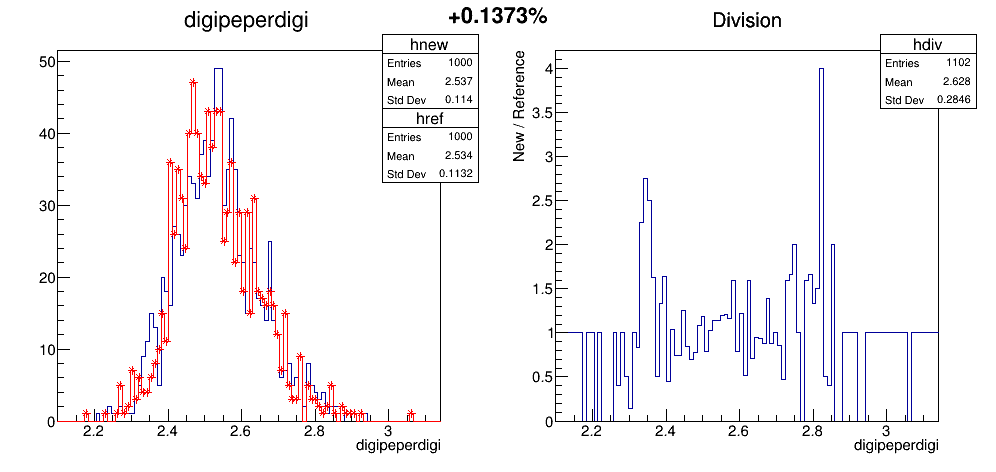 digipeperdigi
+0.1373%
Division
hnew
Entries 1000
Mean 2.537
Std Dev 0.114
href
Entries 1000
Mean 2.534
Std Dev 0.1132
50
40
30
20
10
0
2.2 2.4 2.6 2.8 3
digipeperdigi
hdiv
Entries 1102
Mean 2.628
Std Dev 0.2846
New / Reference
4
3.5
3
2.5
2
1.5
1
0.5
0
2.2 2.4 2.6 2.8 3
digipeperdigi